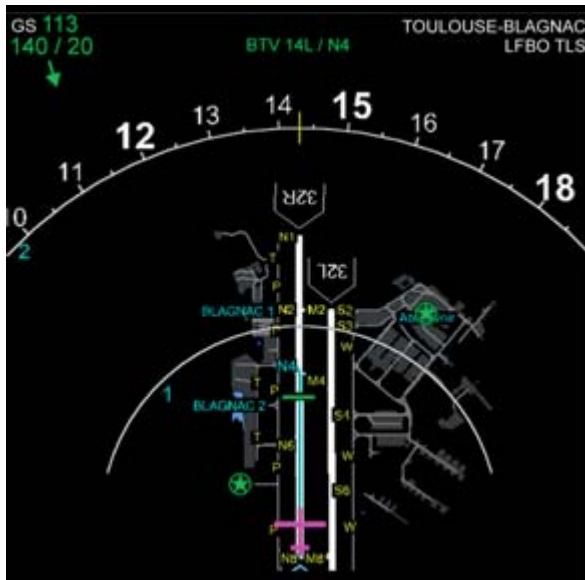 GS 113
TOULOUSE-BLAGNAC
140 / 20
BTV 14L / N4
LFBO TLS
10
11
12
13
14
15
16
17
18
2
32R
N1
32L
T
P
BLAGNAC 1
N2
M2
S2
S3
W
N4
M4
1
T
P
BLAGNAC 2
S4
T
N6
P
W
S6
P
W
N8
M8